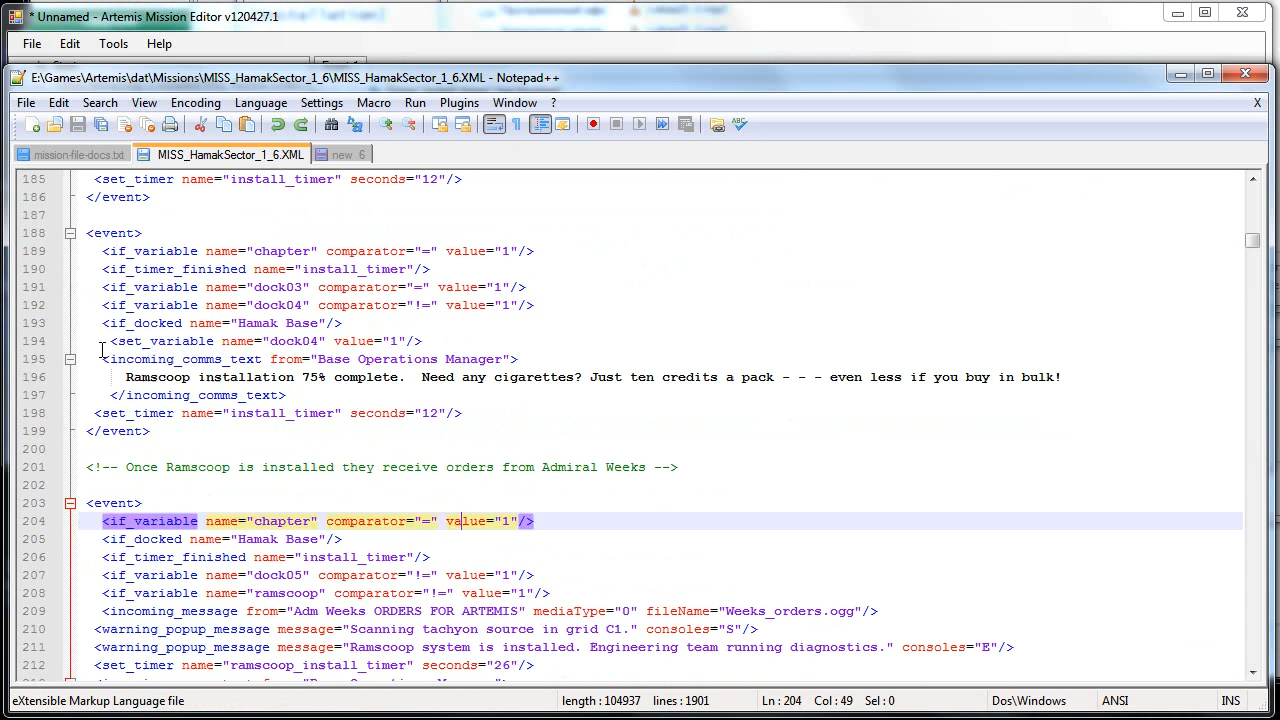 * Unnamed - Artemis Mission Editor v120427.1
File Edit Tools Help
E:\Games\Artemis\dat\Missions\MISS_HamakSector_1_6\MISS_HamakSector_1_6.XML - Notepad++
File Edit Search View Encoding Language Settings Macro Run Plugins Window ? X
mission-file-docs.txt MISS_HamakSector_1_6.XML new 6
185 <set_timer name="install_timer" seconds="12"/>
186 </event>
187
188 <event>
189 <if_variable name="chapter" comparator="=" value="1"/>
190 <if_timer_finished name="install_timer"/>
191 <if_variable name="dock03" comparator="=" value="1"/>
192 <if_variable name="dock04" comparator="!=" value="1"/>
193 <if_docked name="Hamak Base"/>
194 <set_variable name="dock04" value="1"/>
195 <incoming_comms_text from="Base Operations Manager">
196 Ramscoop installation 75% complete.  Need any cigarettes? Just ten credits a pack - - - even less if you buy in bulk!
197 </incoming_comms_text>
198 <set_timer name="install_timer" seconds="12"/>
199 </event>
200
201 <!-- Once Ramscoop is installed they receive orders from Admiral Weeks -->
202
203 <event>
204 <if_variable name="chapter" comparator="=" value="1"/>
205 <if_docked name="Hamak Base"/>
206 <if_timer_finished name="install_timer"/>
207 <if_variable name="dock05" comparator="!=" value="1"/>
208 <if_variable name="ramscoop" comparator="!=" value="1"/>
209 <incoming_message from="Adm Weeks ORDERS FOR ARTEMIS" mediaType="0" fileName="Weeks_orders.ogg"/>
210 <warning_popup_message message="Scanning tachyon source in grid C1." consoles="S"/>
211 <warning_popup_message message="Ramscoop system is installed. Engineering team running diagnostics." consoles="E"/>
212 <set_timer name="ramscoop_install_timer" seconds="26"/>
eXtensible Markup Language file length : 104937 lines : 1901 Ln : 204 Col : 49 Sel : 0 Dos\Windows ANSI INS